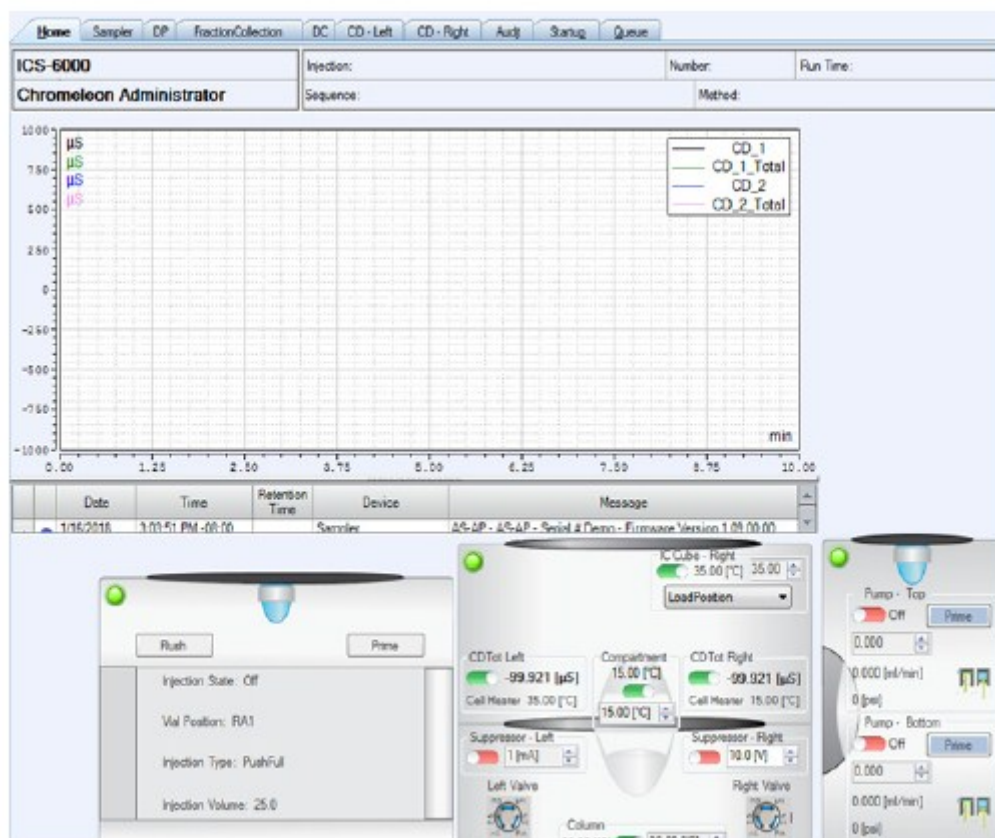 Home Sampler DP FractionCollection DC CD - Left CD - Right Audit Startup Queue
ICS-6000 Injection: Number: Run Time:
Chromeleon Administrator Sequence: Method:
1000
750
500
250
0
-250
-500
-750
-1000
µS
µS
µS
µS
CD_1
CD_1_Total
CD_2
CD_2_Total
min
0.00 1.25 2.50 3.75 5.00 6.25 7.50 8.75 10.00
Date Time Retention Time Device Message
1/16/2018 3:03:51 PM -08:00 Sampler AS-AP - AS-AP - Serial # Demo - Firmware Version 1.09.00.00
Flush Prime
Injection State: Off
Vial Position: RA1
Injection Type: PushFull
Injection Volume: 25.0
IC Cube - Right
35.00 [°C] 35.00
LoadPosition
CDTot Left Compartment CDTot Right
-99.921 [µS] 15.00 [°C] -99.921 [µS]
Cell Heater 35.00 [°C] 15.00 [°C] Cell Heater 15.00 [°C]
Suppressor - Left Suppressor - Right
1 [mA] 10.0 [V]
Left Valve Right Valve
Column
Pump - Top
Off Prime
0.000
0.000 [ml/min]
0 [psi]
Pump - Bottom
Off Prime
0.000
0.000 [ml/min]
0 [psi]